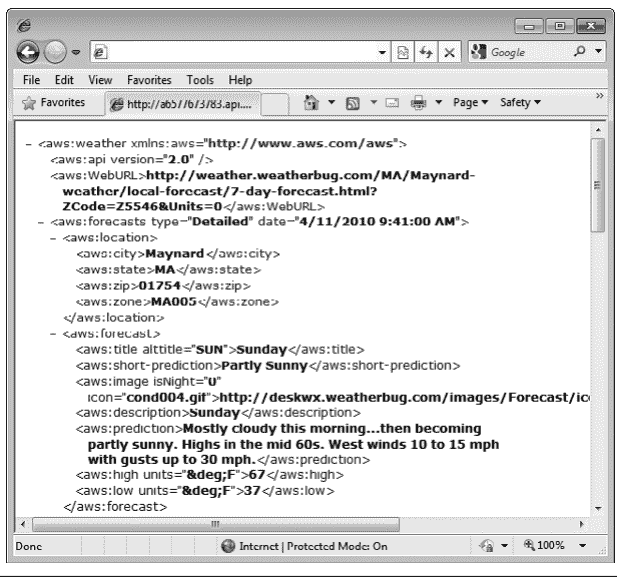 Google
File Edit View Favorites Tools Help
Favorites http://a6577673783.api.... Page Safety »
– <aws:weather xmlns:aws="http://www.aws.com/aws">
<aws:api version="2.0" />
<aws:WebURL>http://weather.weatherbug.com/MA/Maynard-
weather/local-forecast/7-day-forecast.html?
ZCode=Z5546&Units=0</aws:WebURL>
– <aws:forecasts type="Detailed" date="4/11/2010 9:41:00 AM">
– <aws:location>
<aws:city>Maynard</aws:city>
<aws:state>MA</aws:state>
<aws:zip>01754</aws:zip>
<aws:zone>MA005</aws:zone>
</aws:location>
– <aws:forecast>
<aws:title alttitle="SUN">Sunday</aws:title>
<aws:short-prediction>Partly Sunny</aws:short-prediction>
<aws:image isNight="0"
icon="cond004.gif">http://deskwx.weatherbug.com/images/Forecast/ico
<aws:description>Sunday</aws:description>
<aws:prediction>Mostly cloudy this morning...then becoming
partly sunny. Highs in the mid 60s. West winds 10 to 15 mph
with gusts up to 30 mph.</aws:prediction>
<aws:high units="&deg;F">67</aws:high>
<aws:low units="&deg;F">37</aws:low>
</aws:forecast>
Done Internet | Protected Mode: On 100%